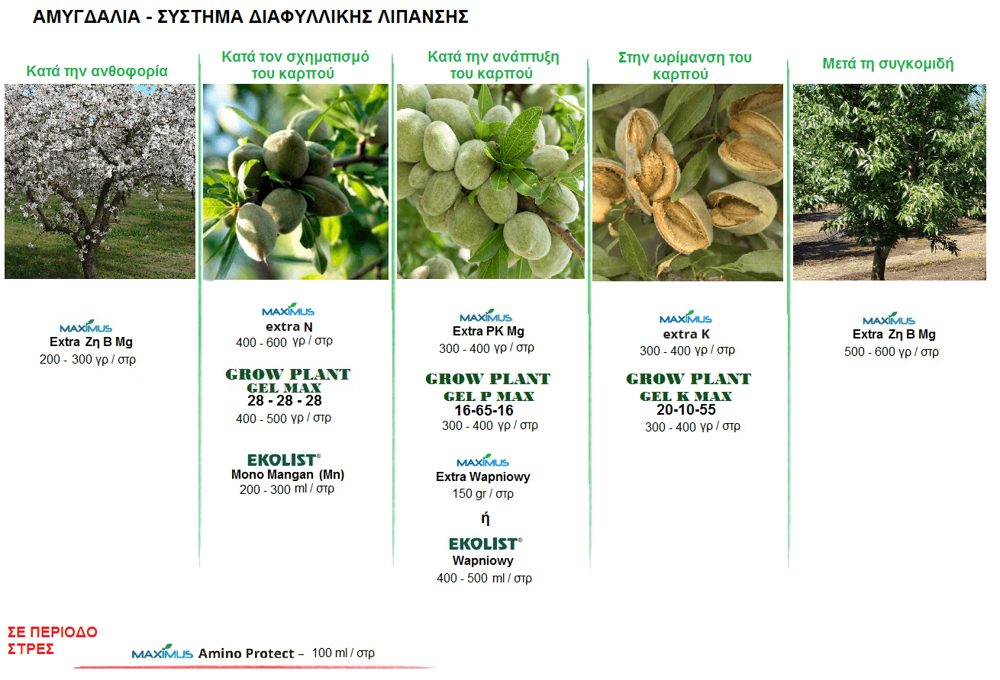 ΑΜΥΓΔΑΛΙΑ - ΣΥΣΤΗΜΑ ΔΙΑΦΥΛΛΙΚΗΣ ΛΙΠΑΝΣΗΣ
Κατά την ανθοφορία
MAXIMUS
Extra Ζη Β Mg
200 - 300 γρ / στρ
Κατά τον σχηματισμό
του καρπού
MAXIMUS
extra N
400 - 600 γρ / στρ
GROW PLANT
GEL MAX
28 - 28 - 28
400 - 500 γρ / στρ
EKOLIST®
Mono Mangan (Mn)
200 - 300 ml / στρ
Κατά την ανάπτυξη
του καρπού
MAXIMUS
Extra PK Mg
300 - 400 γρ / στρ
GROW PLANT
GEL P MAX
16-65-16
300 - 400 γρ / στρ
MAXIMUS
Extra Wapniowy
150 gr / στρ
ή
EKOLIST®
Wapniowy
400 - 500 ml / στρ
Στην ωρίμανση του
καρπού
MAXIMUS
extra K
300 - 400 γρ / στρ
GROW PLANT
GEL K MAX
20-10-55
300 - 400 γρ / στρ
Μετά τη συγκομιδή
MAXIMUS
Extra Ζη Β Mg
500 - 600 γρ / στρ
ΣΕ ΠΕΡΙΟΔΟ
ΣΤΡΕΣ
MAXIMUS Amino Protect – 100 ml / στρ